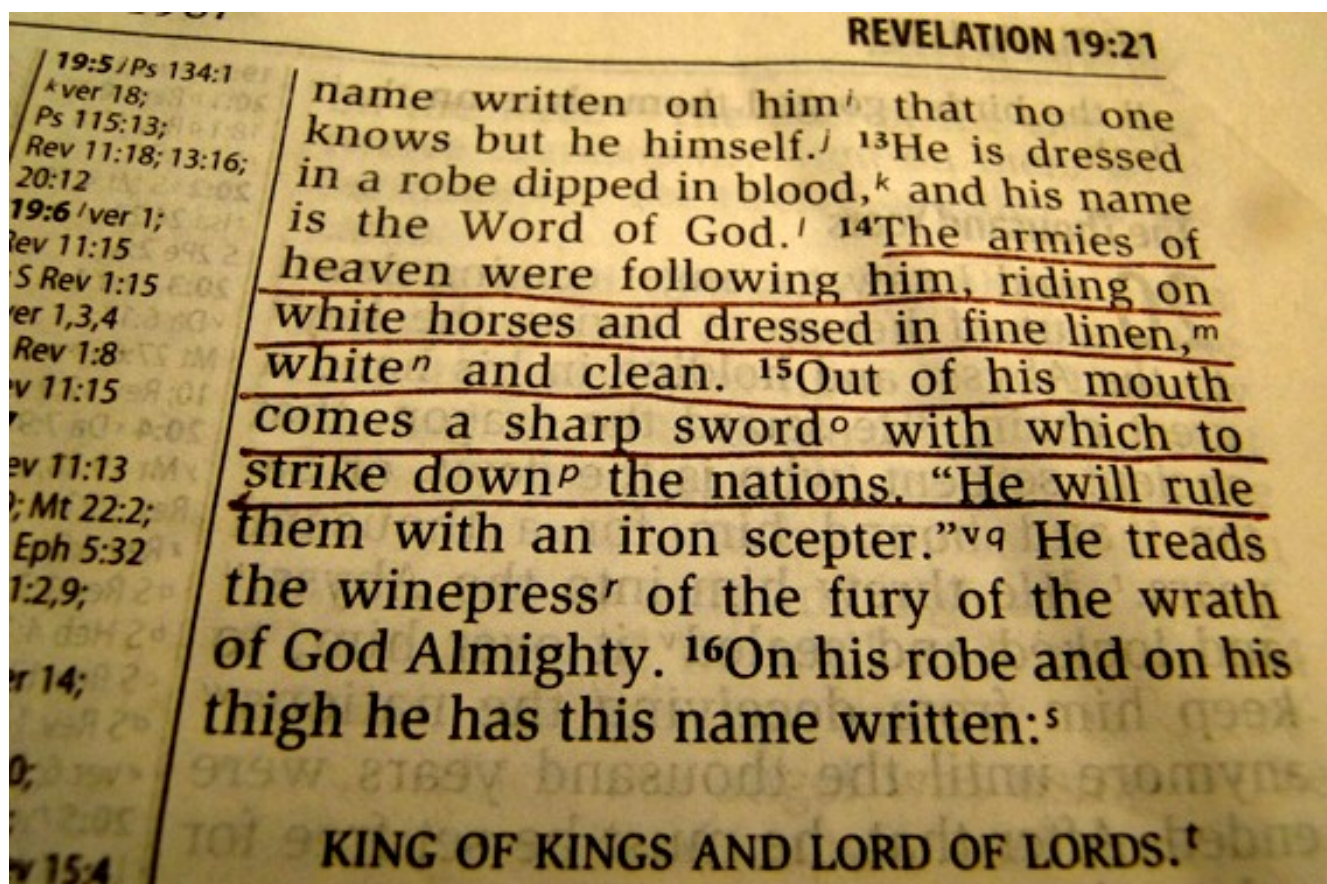 REVELATION 19:21
19:5 j Ps 134:1
k ver 18;
Ps 115:13;
Rev 11:18; 13:16;
20:12
19:6 l ver 1;
Rev 11:15
S Rev 1:15
ver 1,3,4
Rev 1:8
Rev 11:15
Rev 11:13
; Mt 22:2;
Eph 5:32
1:2,9;
14;
15:4
name written on him i that no one
knows but he himself. j 13He is dressed
in a robe dipped in blood, k and his name
is the Word of God. l 14The armies of
heaven were following him, riding on
white horses and dressed in fine linen, m
white n and clean. 15Out of his mouth
comes a sharp sword o with which to
strike down p the nations. “He will rule
them with an iron scepter.” v q He treads
the winepress r of the fury of the wrath
of God Almighty. 16On his robe and on his
thigh he has this name written: s
KING OF KINGS AND LORD OF LORDS. t